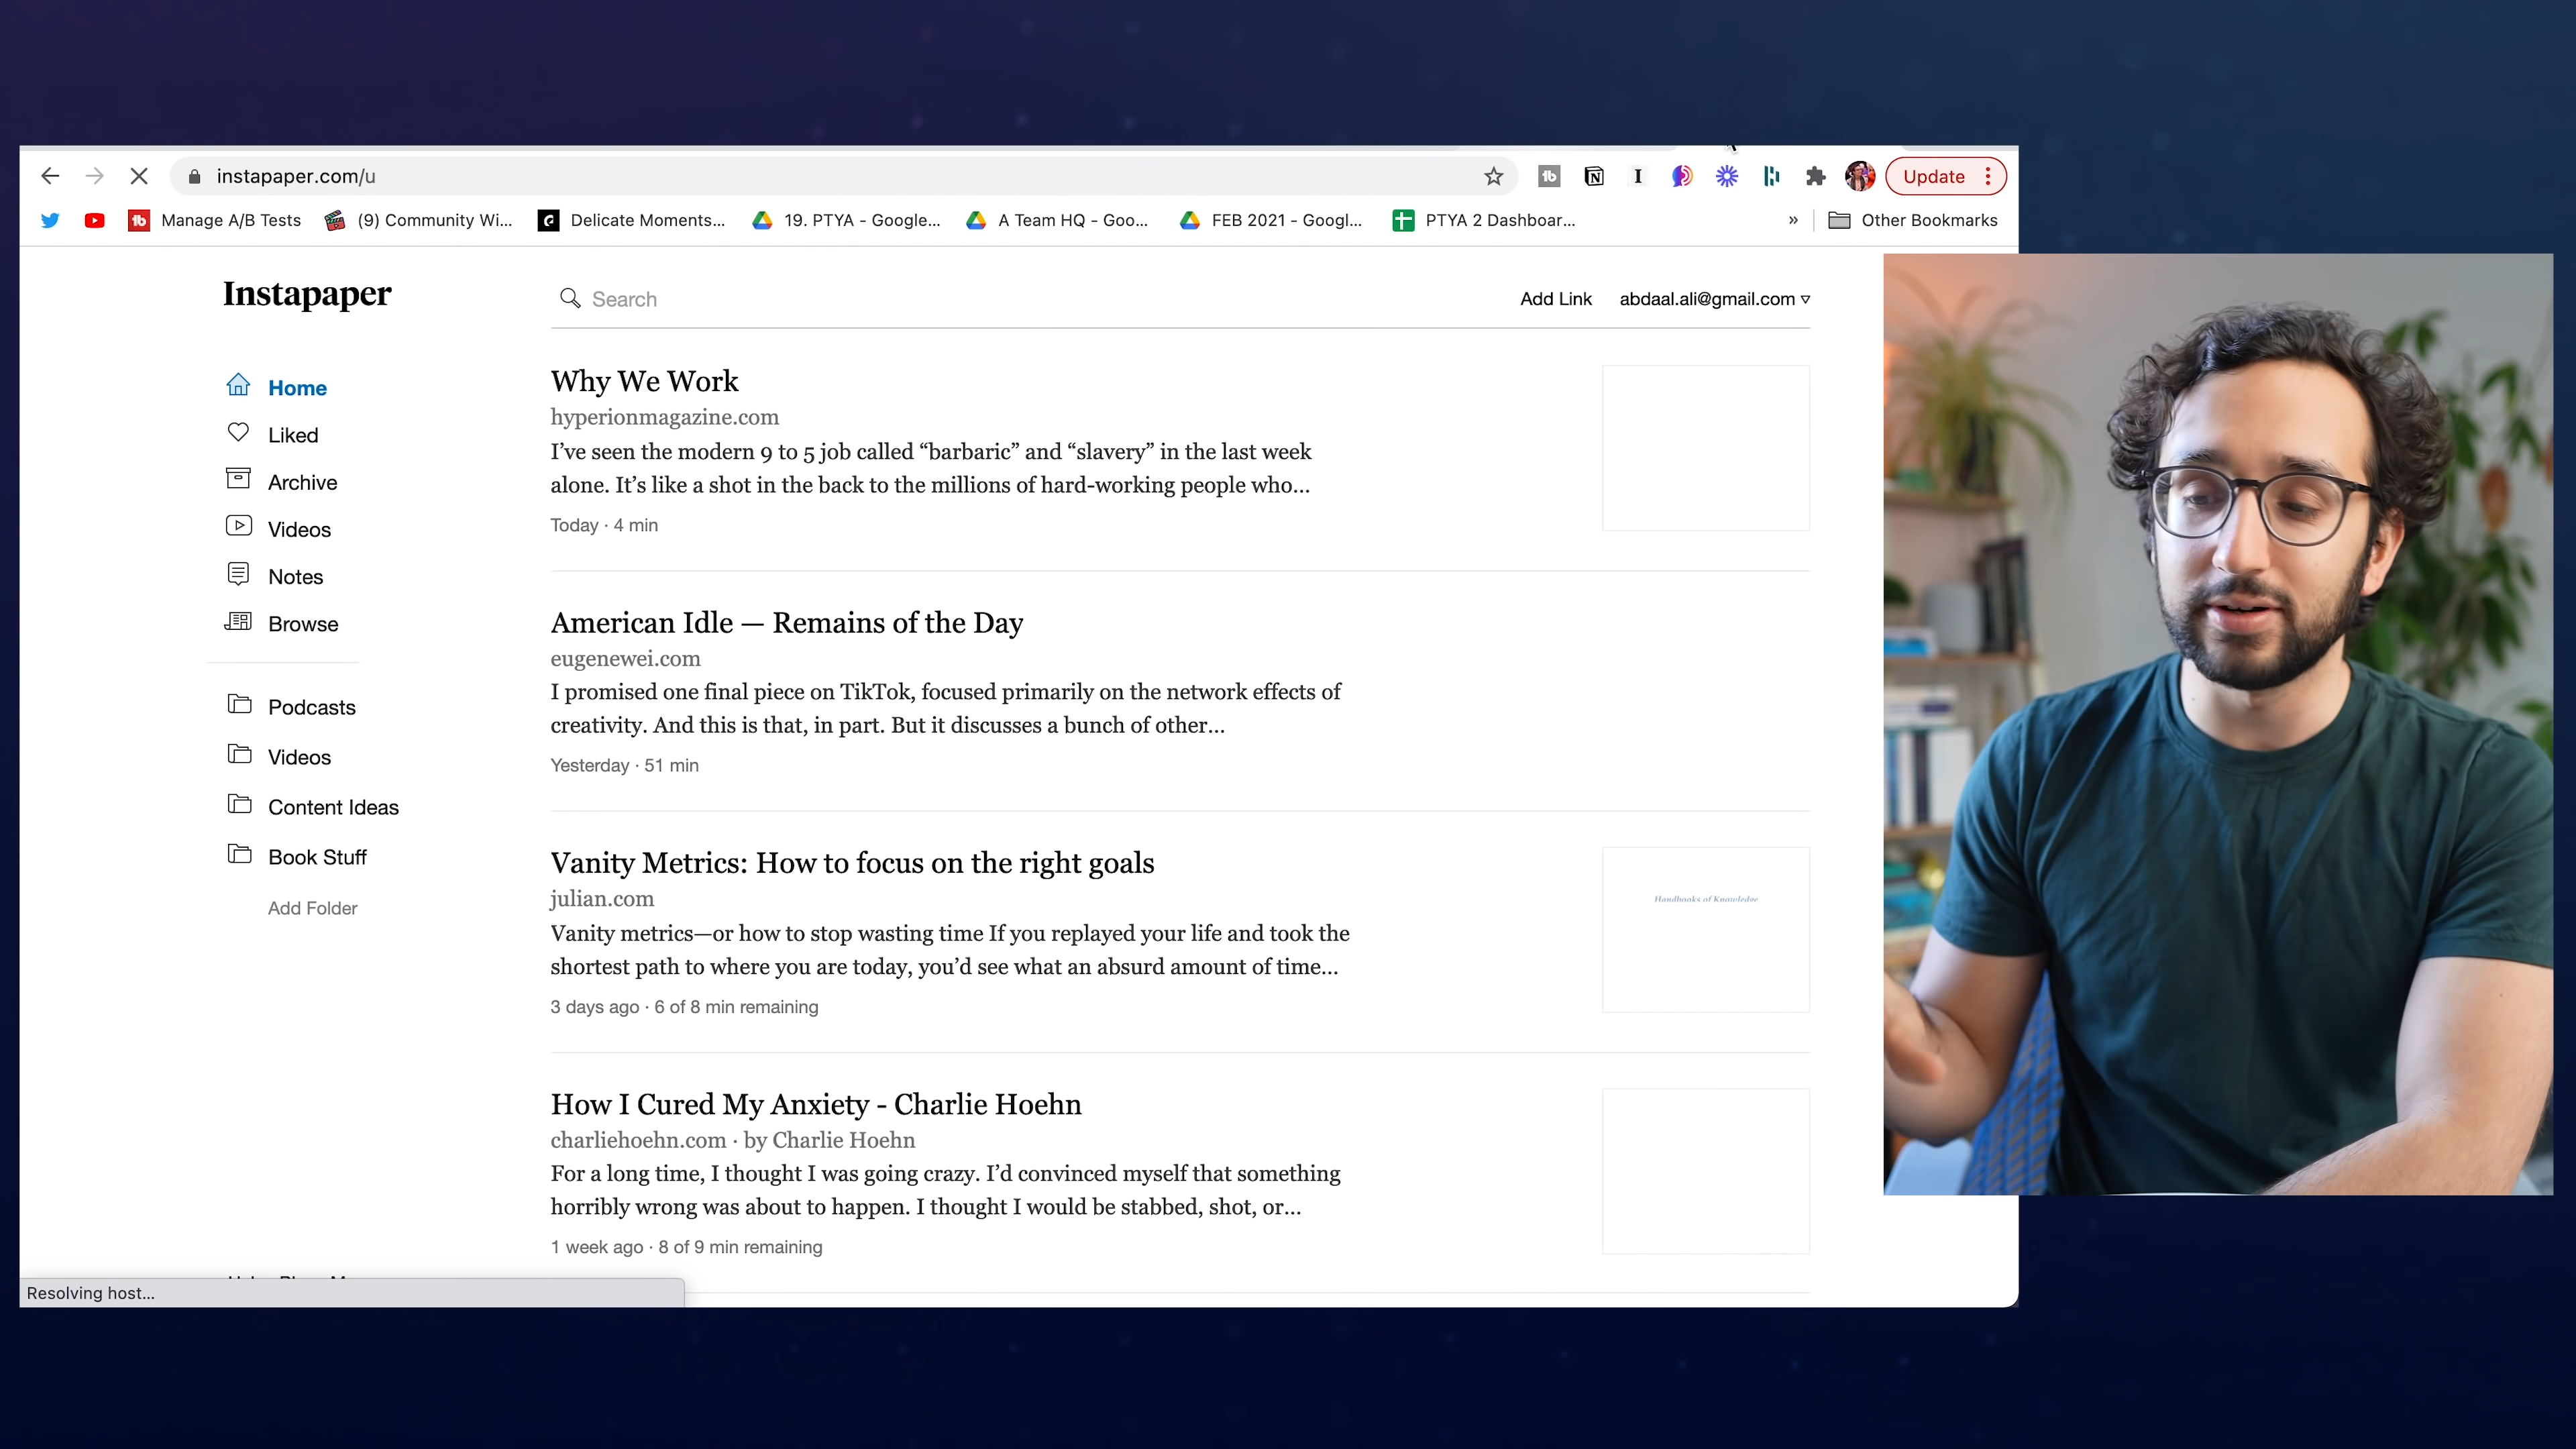 instapaper.com/u
Update
Manage A/B Tests
(9) Community Wi...
Delicate Moments...
19. PTYA - Google...
A Team HQ - Goo...
FEB 2021 - Googl...
PTYA 2 Dashboar...
»
Other Bookmarks
Instapaper
Search
Add Link
abdaal.ali@gmail.com
Home
Liked
Archive
Videos
Notes
Browse
Podcasts
Videos
Content Ideas
Book Stuff
Add Folder
Why We Work
hyperionmagazine.com
I’ve seen the modern 9 to 5 job called “barbaric” and “slavery” in the last week
alone. It’s like a shot in the back to the millions of hard-working people who...
Today · 4 min
American Idle — Remains of the Day
eugenewei.com
I promised one final piece on TikTok, focused primarily on the network effects of
creativity. And this is that, in part. But it discusses a bunch of other...
Yesterday · 51 min
Vanity Metrics: How to focus on the right goals
julian.com
Vanity metrics—or how to stop wasting time If you replayed your life and took the
shortest path to where you are today, you’d see what an absurd amount of time...
3 days ago · 6 of 8 min remaining
Handbooks of Knowledge
How I Cured My Anxiety - Charlie Hoehn
charliehoehn.com · by Charlie Hoehn
For a long time, I thought I was going crazy. I’d convinced myself that something
horribly wrong was about to happen. I thought I would be stabbed, shot, or...
1 week ago · 8 of 9 min remaining
Resolving host...